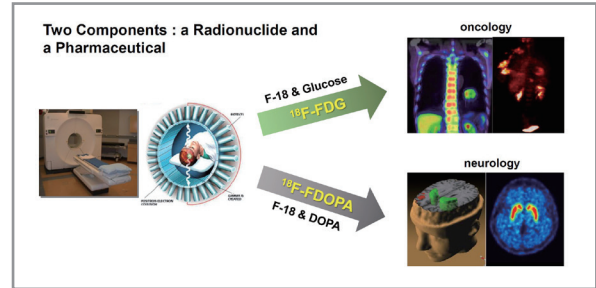 Two Components : a Radionuclide and
a Pharmaceutical
oncology
F-18 & Glucose
18F-FDG
18F-FDOPA
F-18 & DOPA
neurology